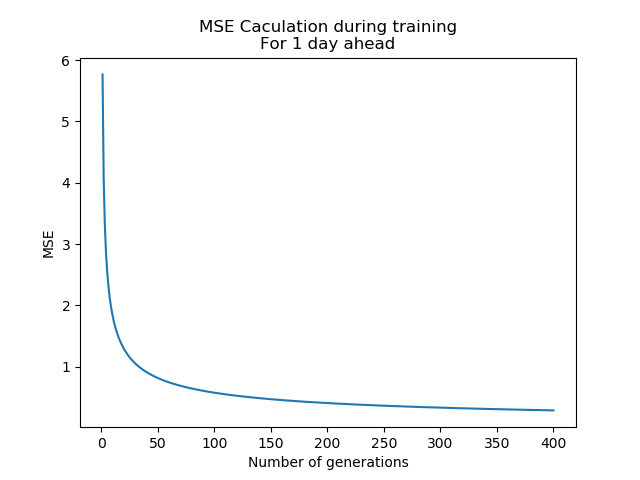 MSE Caculation during training
For 1 day ahead
6
5
4
3
2
1
MSE
0 50 100 150 200 250 300 350 400
Number of generations